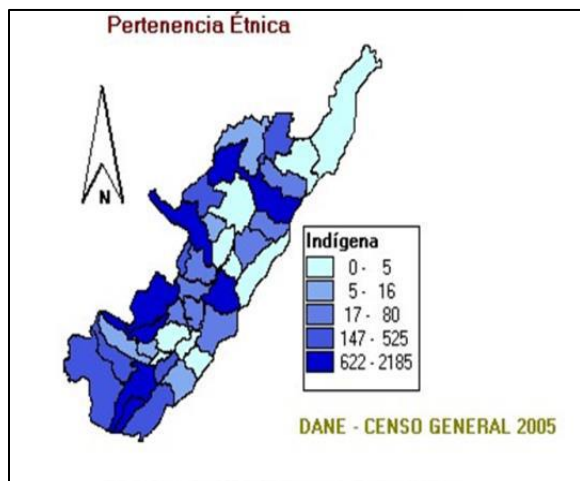 Pertenencia Étnica
N
Indígena
0 - 5
5 - 16
17 - 80
147 - 525
622 - 2185
DANE - CENSO GENERAL 2005